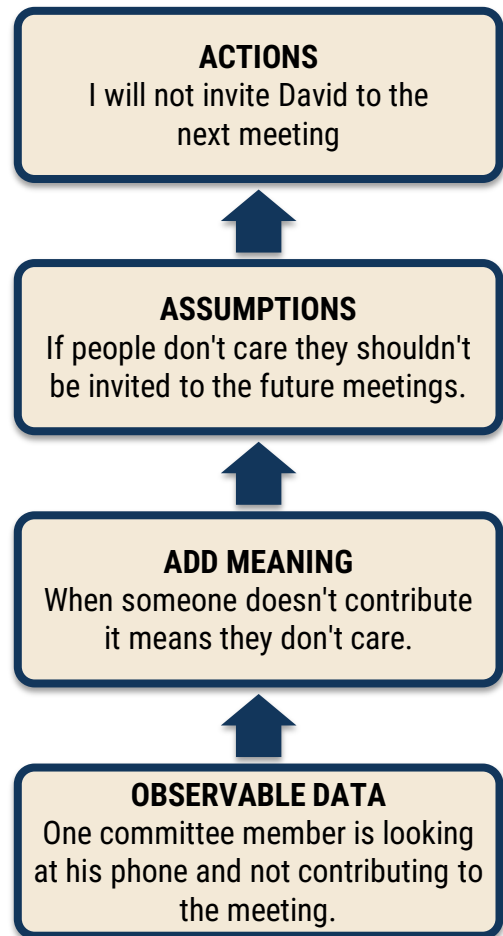 ACTIONS
I will not invite David to the
next meeting
ASSUMPTIONS
If people don't care they shouldn't
be invited to the future meetings.
ADD MEANING
When someone doesn't contribute
it means they don't care.
OBSERVABLE DATA
One committee member is looking
at his phone and not contributing to
the meeting.